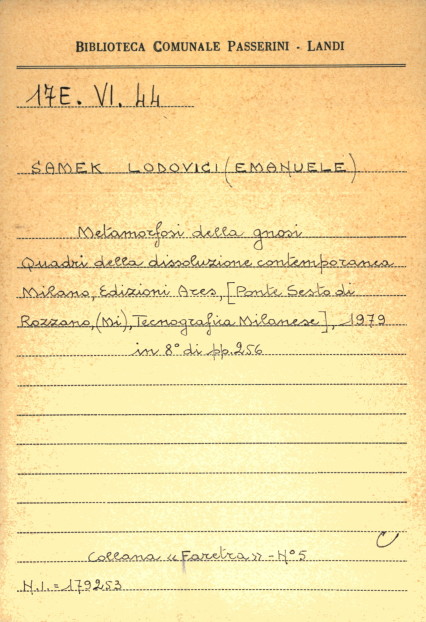 BIBLIOTECA COMUNALE PASSERINI - LANDI
17E. VI. 44
SAMEK LODOVICI (EMANUELE)
Metamorfosi della gnosi
Quadri della dissoluzione contemporanea
Milano, Edizioni Ares, [Ponte Sesto di
Rozzano, (Mi), Tecnografica Milanese], 1979
in 8° di pp. 256
Collana «Faretra» - N° 5
N.I. = 179253